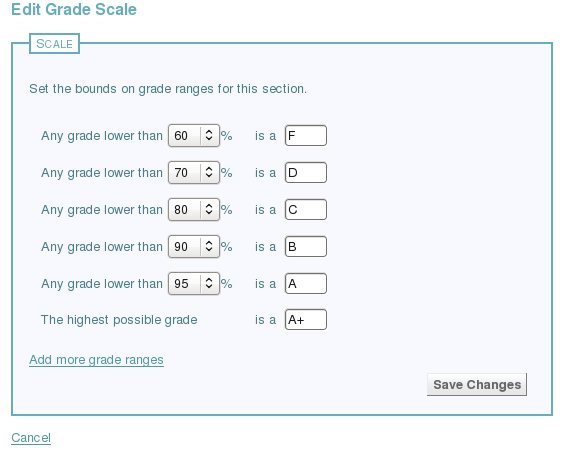 Edit Grade Scale
SCALE
Set the bounds on grade ranges for this section.
Any grade lower than 60 % is a F
Any grade lower than 70 % is a D
Any grade lower than 80 % is a C
Any grade lower than 90 % is a B
Any grade lower than 95 % is a A
The highest possible grade is a A+
Add more grade ranges
Save Changes
Cancel